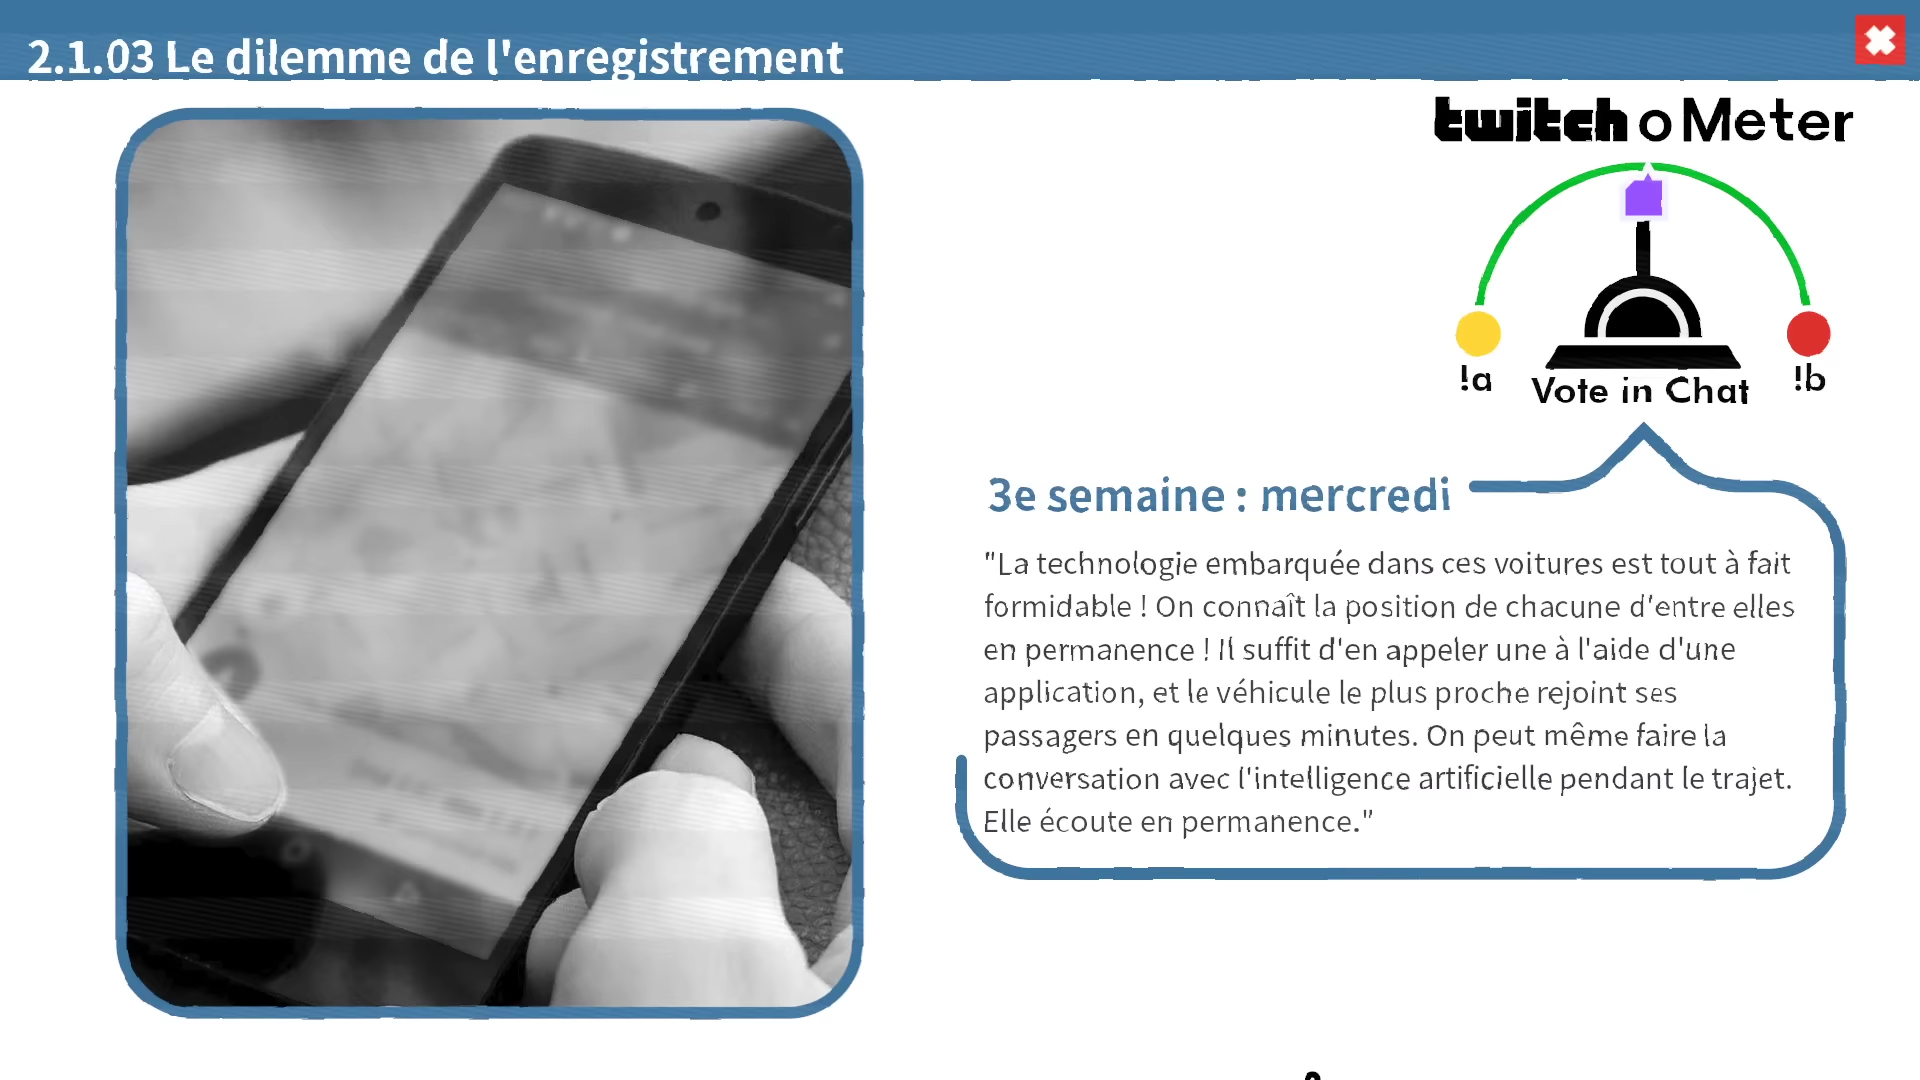 2.1.03 Le dilemme de l'enregistrement
twitch o Meter
!a
Vote in Chat
!b
3e semaine : mercredi
"La technologie embarquée dans ces voitures est tout à fait
formidable ! On connaît la position de chacune d'entre elles
en permanence ! Il suffit d'en appeler une à l'aide d'une
application, et le véhicule le plus proche rejoint ses
passagers en quelques minutes. On peut même faire la
conversation avec l'intelligence artificielle pendant le trajet.
Elle écoute en permanence."